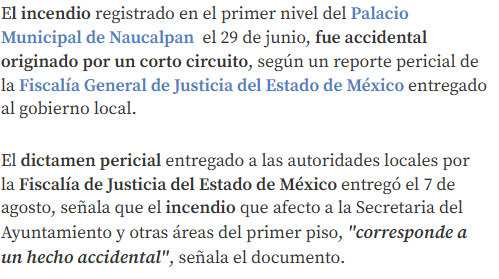 El incendio registrado en el primer nivel del Palacio
Municipal de Naucalpan el 29 de junio, fue accidental
originado por un corto circuito, según un reporte pericial de
la Fiscalía General de Justicia del Estado de México entregado
al gobierno local.
El dictamen pericial entregado a las autoridades locales por
la Fiscalía de Justicia del Estado de México entregó el 7 de
agosto, señala que el incendio que afecto a la Secretaria del
Ayuntamiento y otras áreas del primer piso, "corresponde a
un hecho accidental", señala el documento.